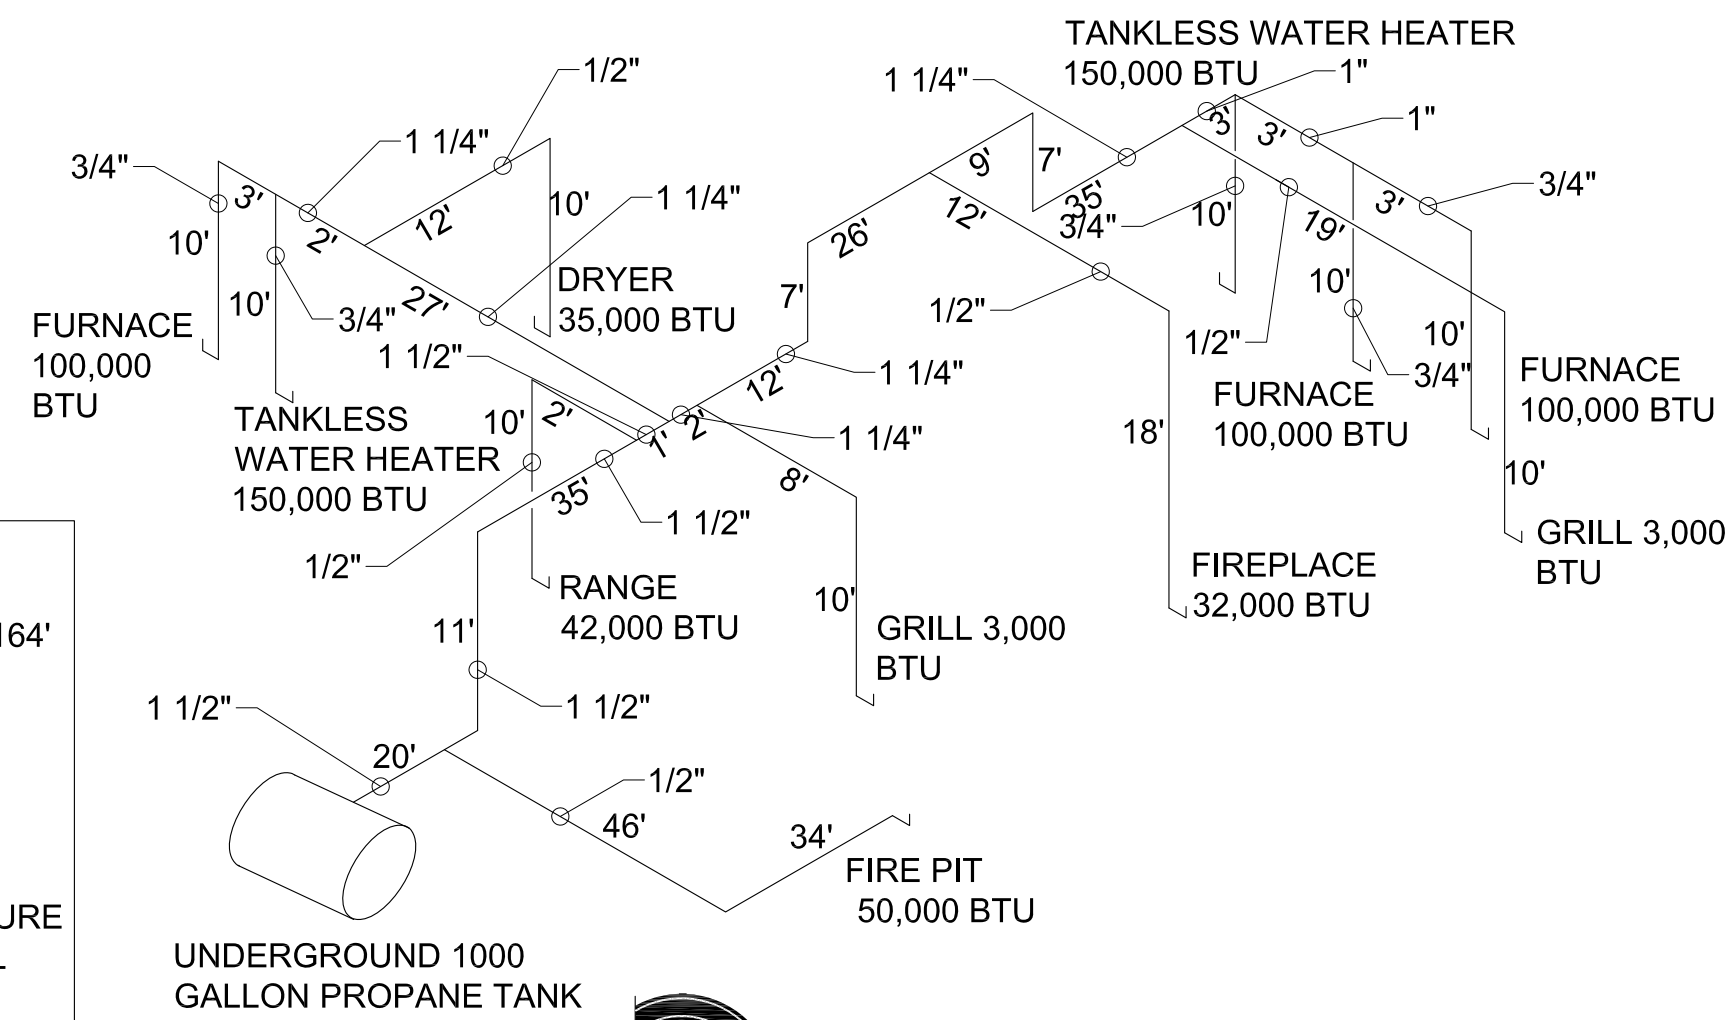 TANKLESS WATER HEATER
150,000 BTU
1/2"
1 1/4"
1"
1 1/4"
3/4"
1"
3'
3'
9'
7'
3'
1 1/4"
3/4"
3'
12'
10'
2'
35'
12'
3/4"
10'
19'
10'
26'
10'
27'
DRYER
35,000 BTU
7'
10'
1/2"
3/4"
FURNACE
100,000
BTU
1 1/2"
1/2"
10'
3/4"
FURNACE
100,000 BTU
12'
1 1/4"
FURNACE
100,000 BTU
TANKLESS
WATER HEATER
150,000 BTU
10'
2'
1'
2'
1 1/4"
18'
8'
10'
35'
1 1/2"
1/2"
GRILL 3,000
BTU
RANGE
42,000 BTU
10'
GRILL 3,000
BTU
FIREPLACE
32,000 BTU
164'
11'
1 1/2"
1 1/2"
20'
1/2"
46'
34'
FIRE PIT
50,000 BTU
URE
UNDERGROUND 1000
GALLON PROPANE TANK